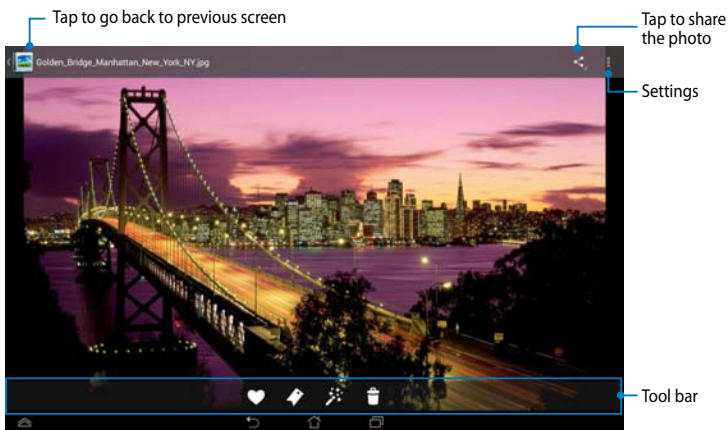 Tap to go back to previous screen
Tap to share
the photo
Golden_Bridge_Manhattan_New_York_NY.jpg
Settings
Tool bar